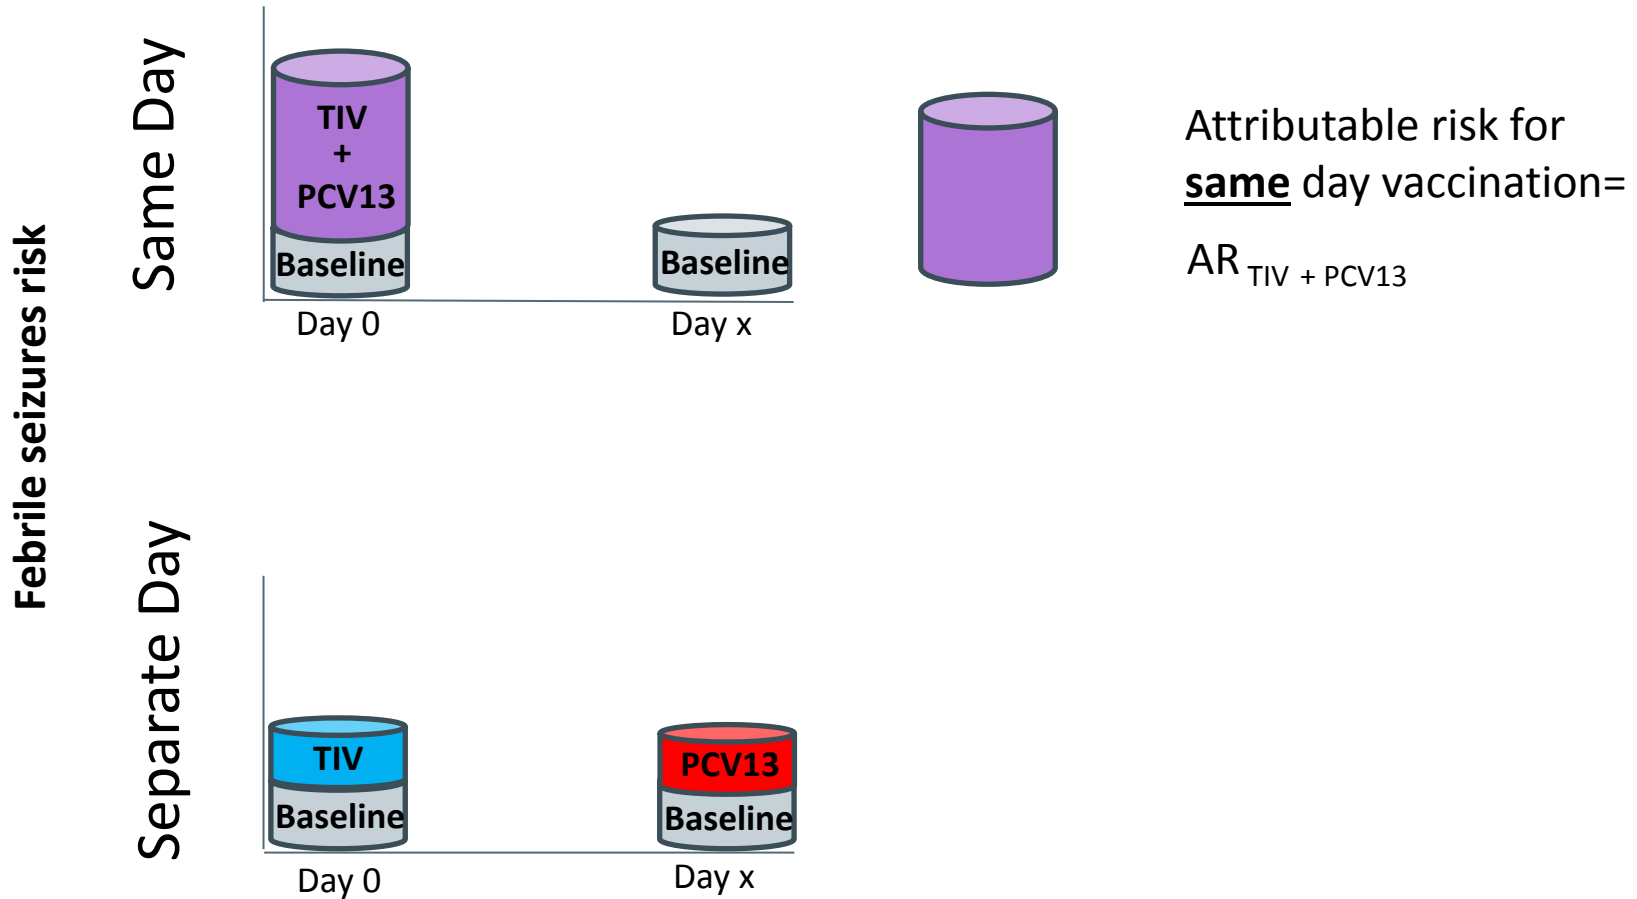 Febrile seizures risk
Same Day
TIV
+
PCV13
Baseline
Baseline
Day 0
Day x
Attributable risk for
same day vaccination=
AR TIV + PCV13
Separate Day
TIV
Baseline
PCV13
Baseline
Day 0
Day x